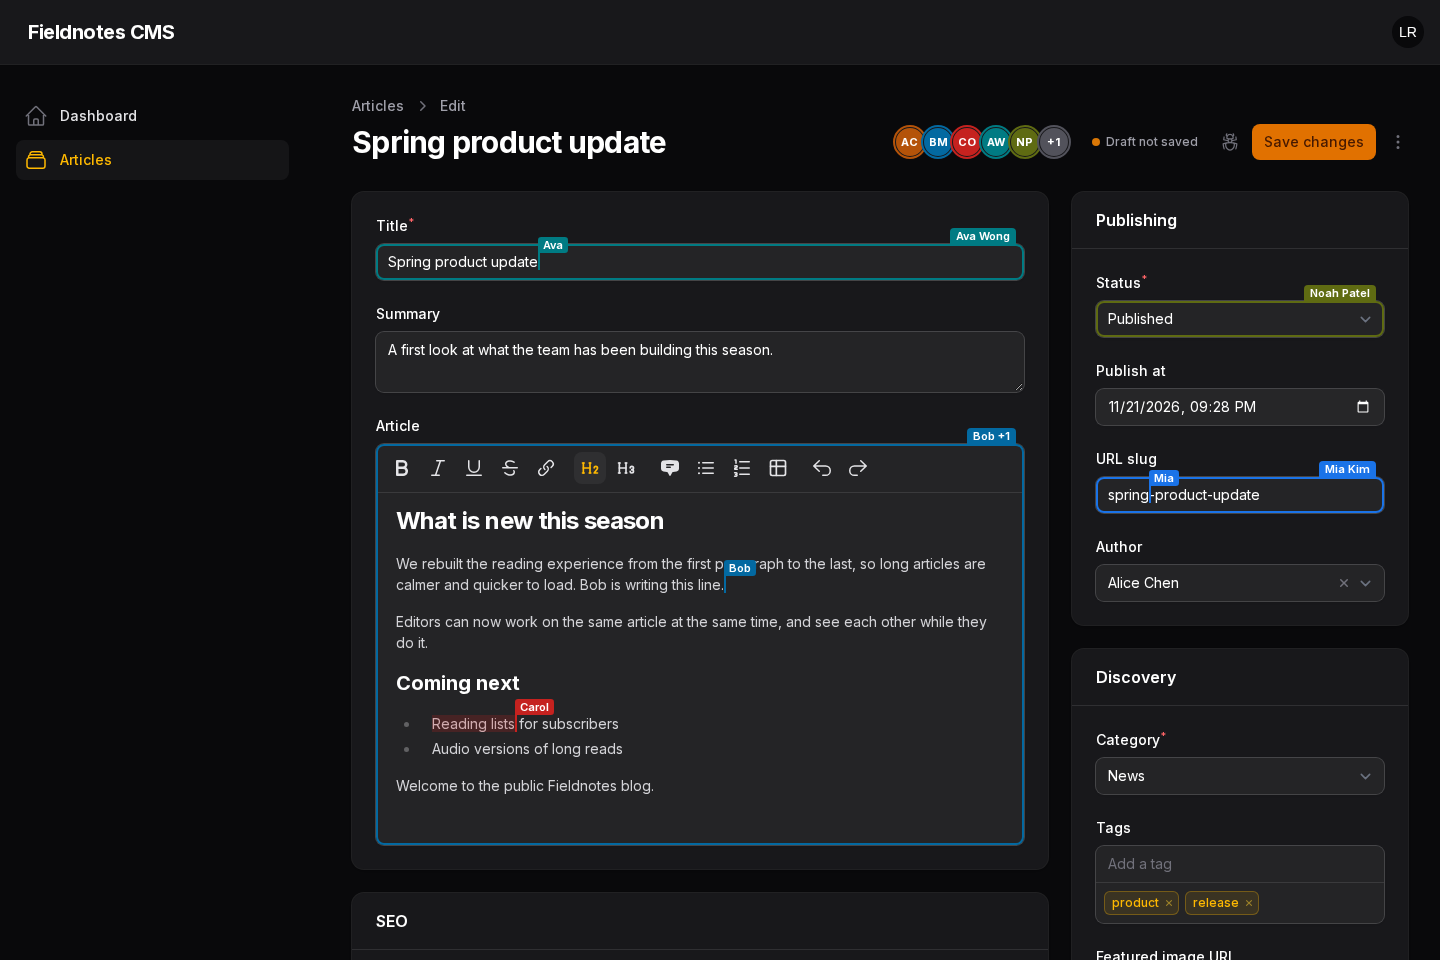 Fieldnotes CMS
LR
Dashboard
Articles
Articles
Edit
Spring product update
AC
BM
CO
AW
NP
+1
Draft not saved
Save changes
Title*
Ava
Ava Wong
Spring product update
Summary
A first look at what the team has been building this season.
Article
Bob +1
B I U S H2 H3
What is new this season
We rebuilt the reading experience from the first p raph to the last, so long articles are
Bob
calmer and quicker to load. Bob is writing this line.
Editors can now work on the same article at the same time, and see each other while they
do it.
Coming next
Carol
Reading lists for subscribers
Audio versions of long reads
Welcome to the public Fieldnotes blog.
SEO
Publishing
Status*
Noah Patel
Published
Publish at
11/21/2026, 09:28 PM
URL slug
Mia
Mia Kim
spring-product-update
Author
Alice Chen
Discovery
Category*
News
Tags
Add a tag
product
release
Featured image URL